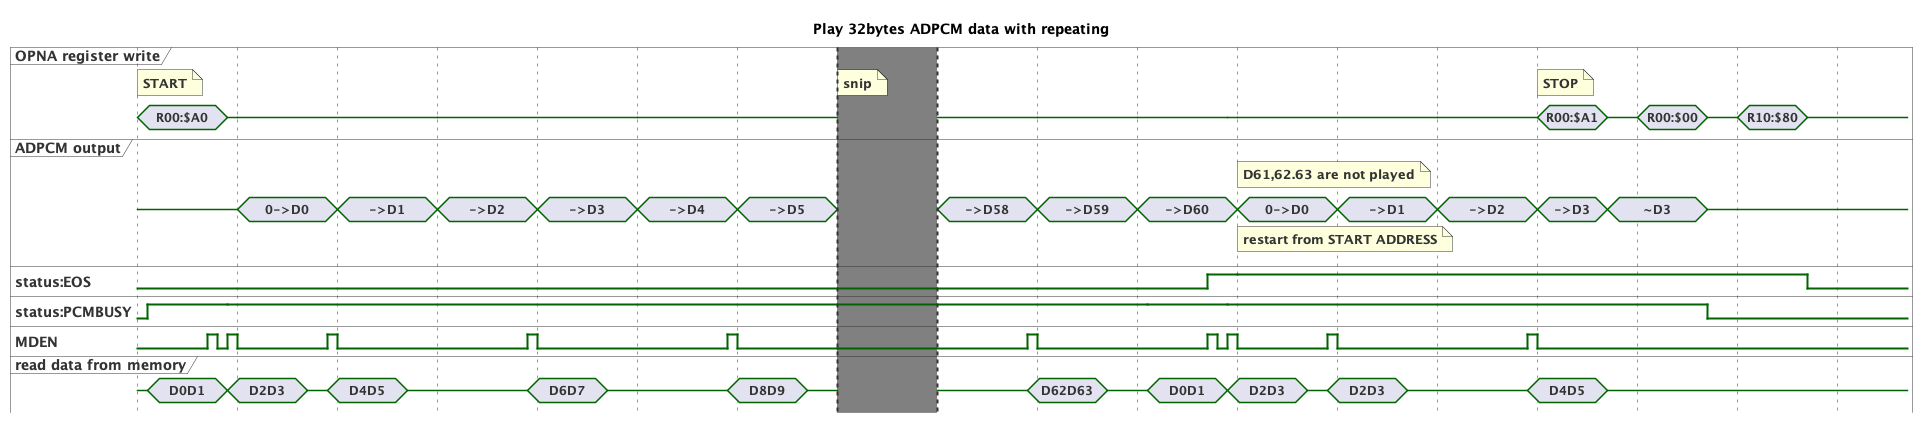 Play 32bytes ADPCM data with repeating
OPNA register write
START
snip
STOP
R00:$A0
R00:$A1
R00:$00
R10:$80
ADPCM output
D61,62.63 are not played
0->D0
->D1
->D2
->D3
->D4
->D5
->D58
->D59
->D60
0->D0
->D1
->D2
->D3
~D3
restart from START ADDRESS
status:EOS
status:PCMBUSY
MDEN
read data from memory
D0D1
D2D3
D4D5
D6D7
D8D9
D62D63
D0D1
D2D3
D2D3
D4D5